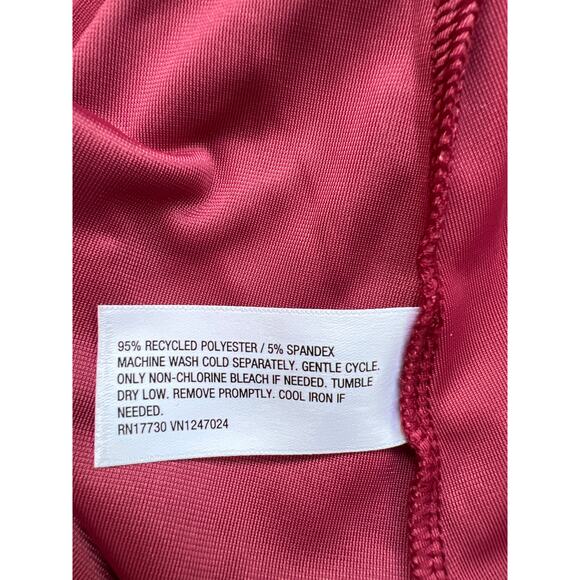 95% RECYCLED POLYESTER / 5% SPANDEX
MACHINE WASH COLD SEPARATELY. GENTLE CYCLE.
ONLY NON-CHLORINE BLEACH IF NEEDED. TUMBLE
DRY LOW. REMOVE PROMPTLY. COOL IRON IF
NEEDED.
RN17730 VN1247024